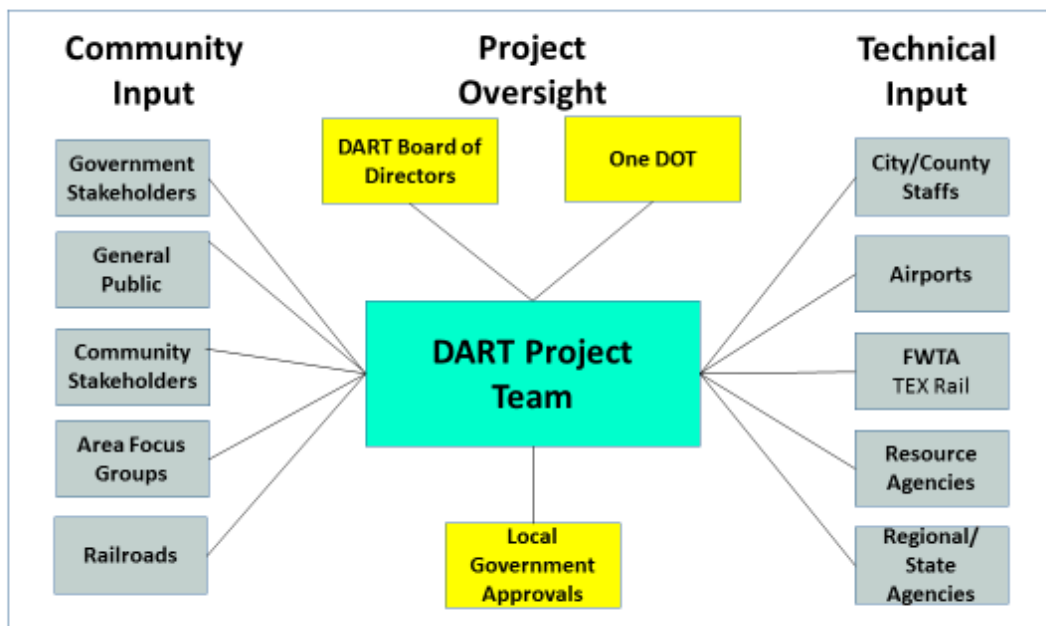 Community
Input
Project
Oversight
Technical
Input
Government
Stakeholders
General
Public
Community
Stakeholders
Area Focus
Groups
Railroads
DART Board of
Directors
One DOT
DART Project
Team
Local
Government
Approvals
City/County
Staffs
Airports
FWTA
TEX Rail
Resource
Agencies
Regional/
State
Agencies